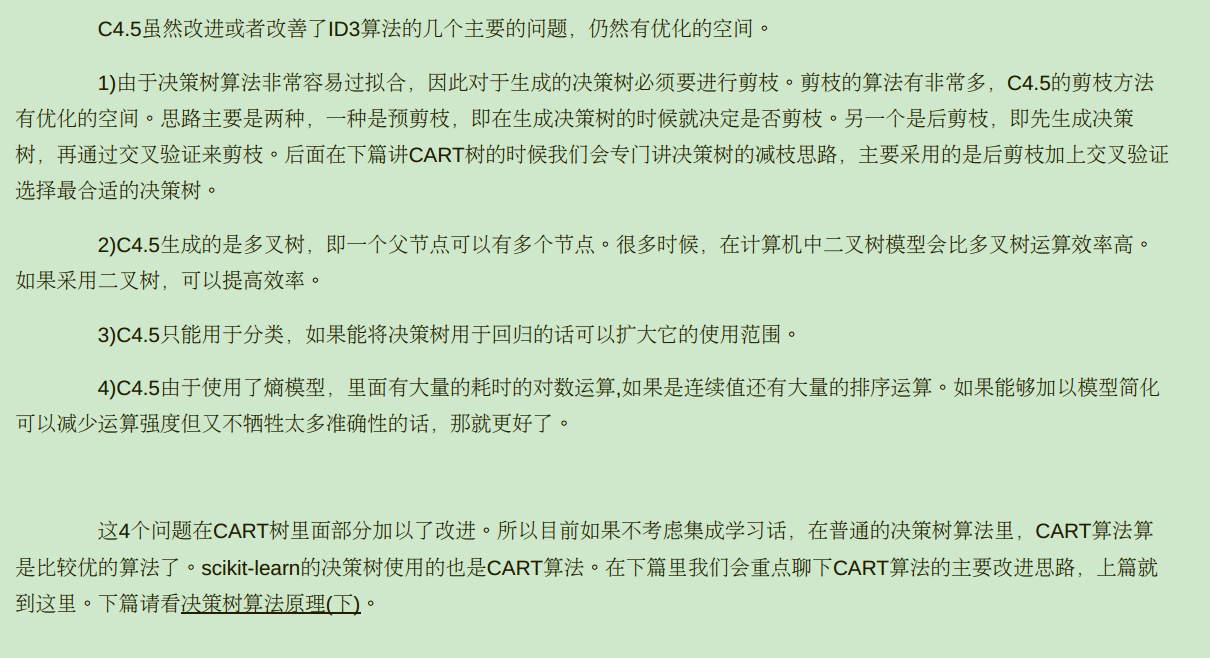 C4.5虽然改进或者改善了ID3算法的几个主要的问题，仍然有优化的空间。
1)由于决策树算法非常容易过拟合，因此对于生成的决策树必须要进行剪枝。剪枝的算法有非常多，C4.5的剪枝方法
有优化的空间。思路主要是两种，一种是预剪枝，即在生成决策树的时候就决定是否剪枝。另一个是后剪枝，即先生成决策
树，再通过交叉验证来剪枝。后面在下篇讲CART树的时候我们会专门讲决策树的减枝思路，主要采用的是后剪枝加上交叉验证
选择最合适的决策树。
2)C4.5生成的是多叉树，即一个父节点可以有多个节点。很多时候，在计算机中二叉树模型会比多叉树运算效率高。
如果采用二叉树，可以提高效率。
3)C4.5只能用于分类，如果能将决策树用于回归的话可以扩大它的使用范围。
4)C4.5由于使用了熵模型，里面有大量的耗时的对数运算,如果是连续值还有大量的排序运算。如果能够加以模型简化
可以减少运算强度但又不牺牲太多准确性的话，那就更好了。
这4个问题在CART树里面部分加以了改进。所以目前如果不考虑集成学习话，在普通的决策树算法里，CART算法算
是比较优的算法了。scikit-learn的决策树使用的也是CART算法。在下篇里我们会重点聊下CART算法的主要改进思路，上篇就
到这里。下篇请看决策树算法原理(下)。